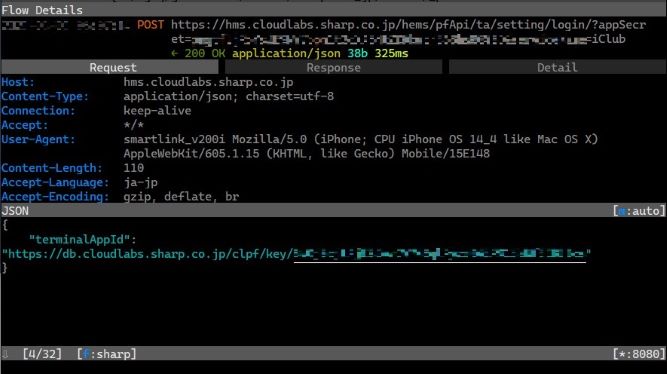 Flow Details
POST https://hms.cloudlabs.sharp.co.jp/hems/pfApi/ta/setting/login/?appSecr
et= =iClub
← 200 OK application/json 38b 325ms
Request Response Detail
Host: hms.cloudlabs.sharp.co.jp
Content-Type: application/json; charset=utf-8
Connection: keep-alive
Accept: */*
User-Agent: smartlink_v200i Mozilla/5.0 (iPhone; CPU iPhone OS 14_4 like Mac OS X)
AppleWebKit/605.1.15 (KHTML, like Gecko) Mobile/15E148
Content-Length: 110
Accept-Language: ja-jp
Accept-Encoding: gzip, deflate, br
JSON [m:auto]
{
"terminalAppId":
"https://db.cloudlabs.sharp.co.jp/clpf/key/ "
}
⇩ [4/32] [f:sharp] [*:8080]